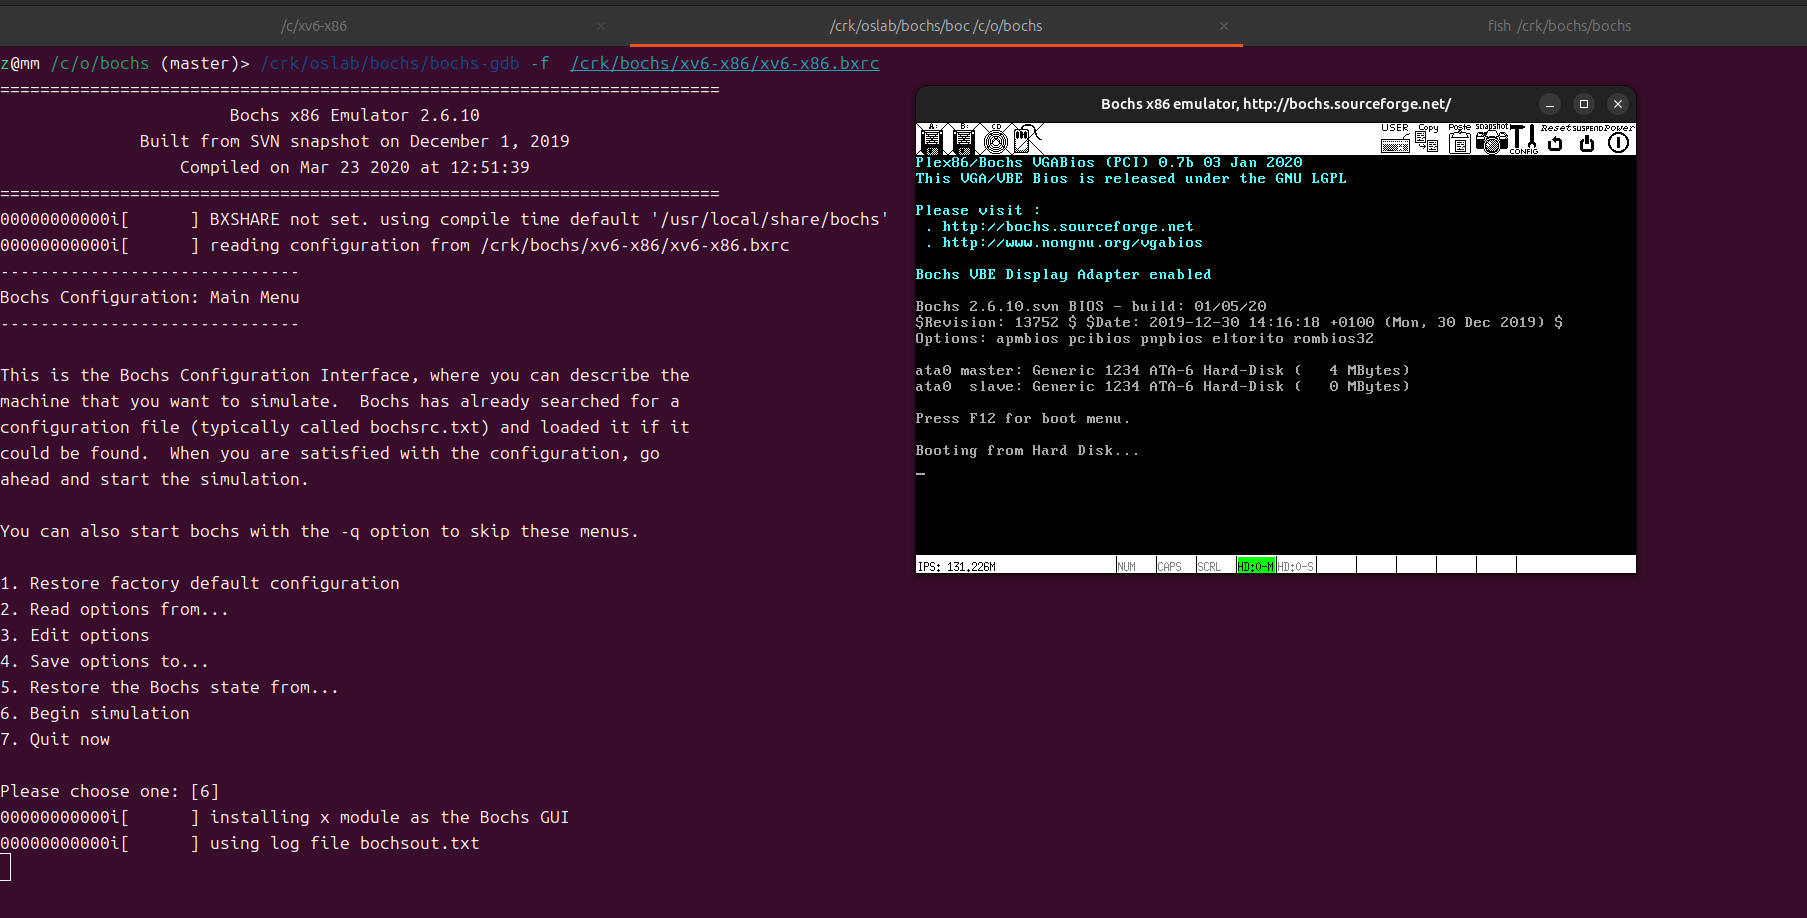 /c/xv6-x86
/crk/oslab/bochs/boc /c/o/bochs
fish /crk/bochs/bochs
z@mm /c/o/bochs (master)> /crk/oslab/bochs/bochs-gdb -f  /crk/bochs/xv6-x86/xv6-x86.bxrc
========================================================================
Bochs x86 Emulator 2.6.10
Built from SVN snapshot on December 1, 2019
Compiled on Mar 23 2020 at 12:51:39
========================================================================
00000000000i[      ] BXSHARE not set. using compile time default '/usr/local/share/bochs'
00000000000i[      ] reading configuration from /crk/bochs/xv6-x86/xv6-x86.bxrc
------------------------------
Bochs Configuration: Main Menu
------------------------------
This is the Bochs Configuration Interface, where you can describe the
machine that you want to simulate.  Bochs has already searched for a
configuration file (typically called bochsrc.txt) and loaded it if it
could be found.  When you are satisfied with the configuration, go
ahead and start the simulation.
You can also start bochs with the -q option to skip these menus.
1. Restore factory default configuration
2. Read options from...
3. Edit options
4. Save options to...
5. Restore the Bochs state from...
6. Begin simulation
7. Quit now
Please choose one: [6]
00000000000i[      ] installing x module as the Bochs GUI
00000000000i[      ] using log file bochsout.txt
Bochs x86 emulator, http://bochs.sourceforge.net/
A: B: CD USER Copy Paste snapshot CONFIG Reset SUSPEND Power
Plex86/Bochs VGABios (PCI) 0.7b 03 Jan 2020
This VGA/VBE Bios is released under the GNU LGPL
Please visit :
. http://bochs.sourceforge.net
. http://www.nongnu.org/vgabios
Bochs VBE Display Adapter enabled
Bochs 2.6.10.svn BIOS - build: 01/05/20
$Revision: 13752 $ $Date: 2019-12-30 14:16:18 +0100 (Mon, 30 Dec 2019) $
Options: apmbios pcibios pnpbios eltorito rombios32
ata0 master: Generic 1234 ATA-6 Hard-Disk (   4 MBytes)
ata0  slave: Generic 1234 ATA-6 Hard-Disk (   0 MBytes)
Press F12 for boot menu.
Booting from Hard Disk...
_
IPS: 131.226M NUM CAPS SCRL HD:0-M HD:0-S